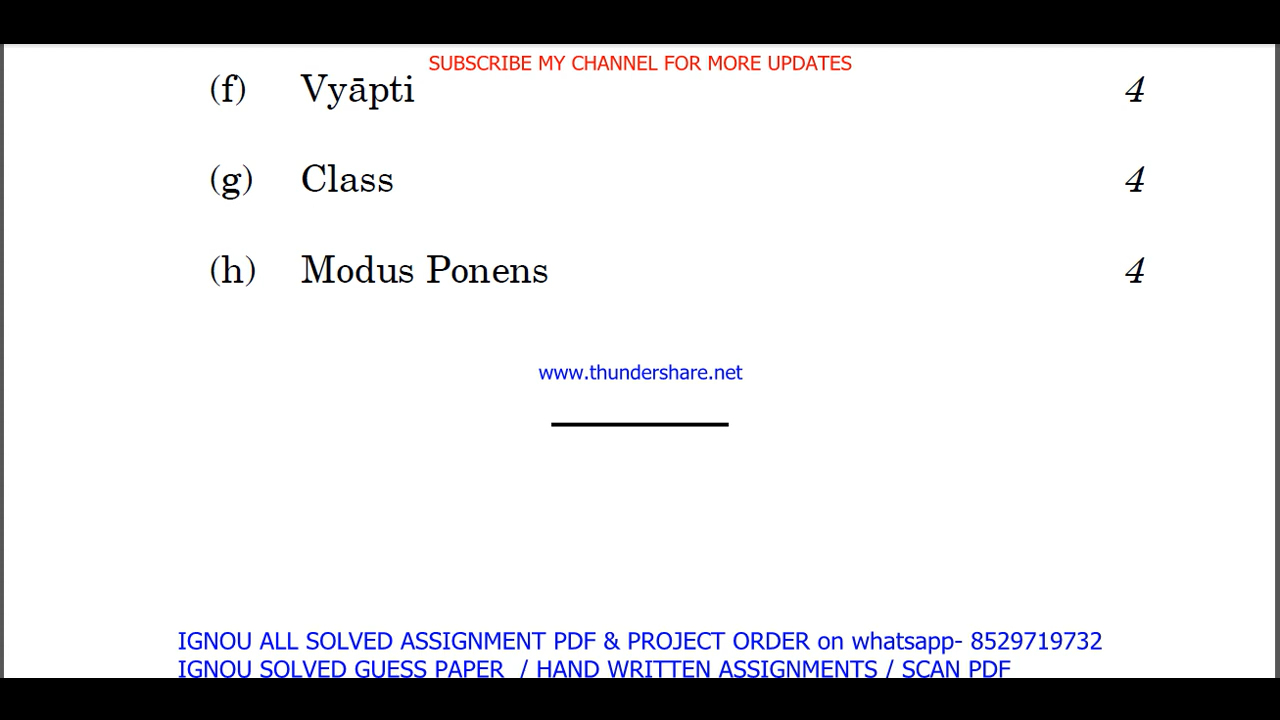 SUBSCRIBE MY CHANNEL FOR MORE UPDATES
(f) Vyāpti 4
(g) Class 4
(h) Modus Ponens 4
www.thundershare.net
IGNOU ALL SOLVED ASSIGNMENT PDF & PROJECT ORDER on whatsapp- 8529719732
IGNOU SOLVED GUESS PAPER / HAND WRITTEN ASSIGNMENTS / SCAN PDF